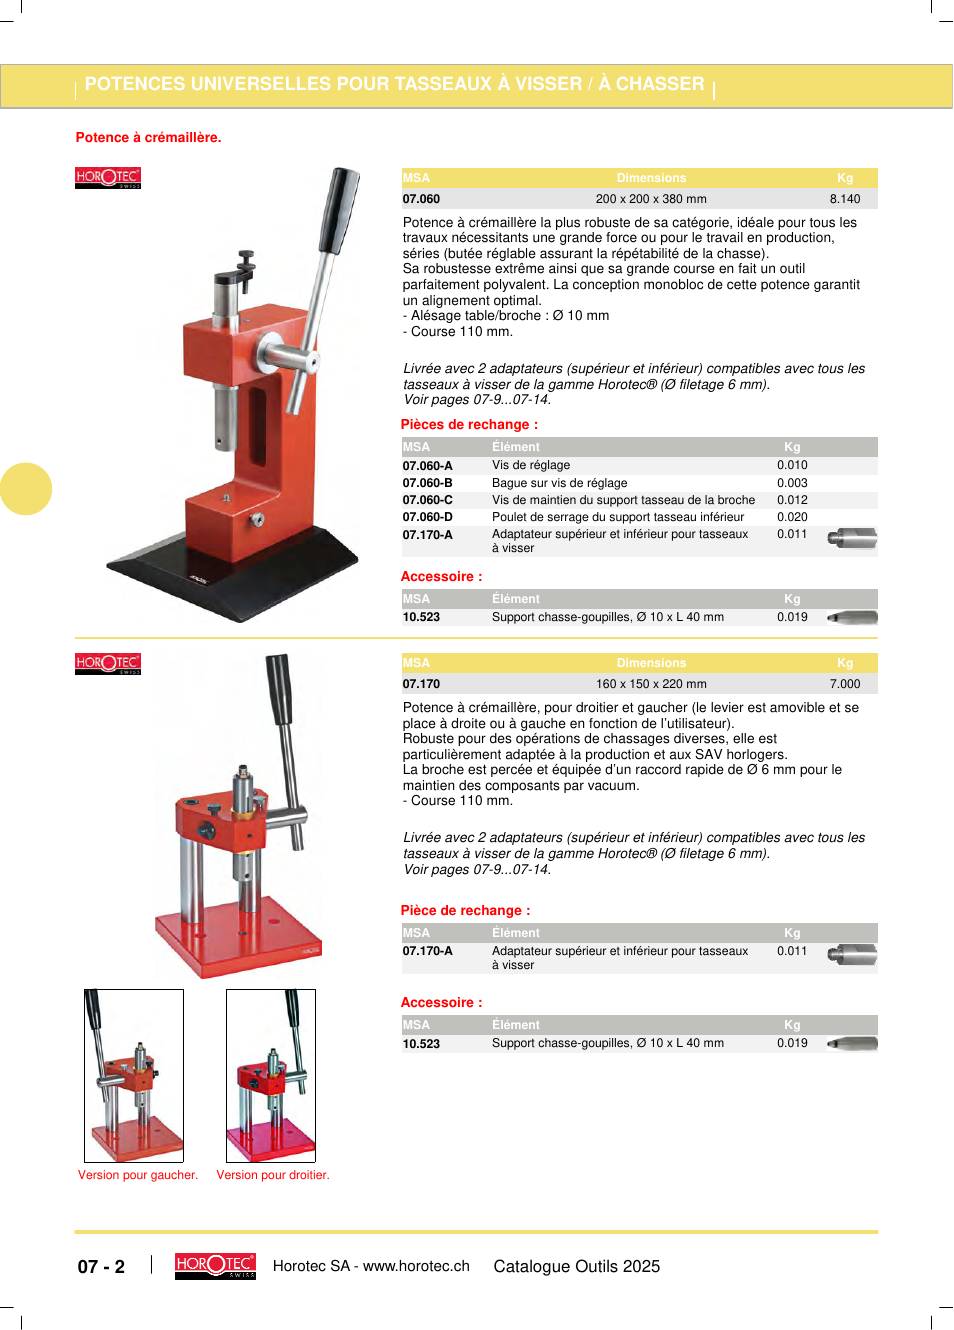 POTENCES UNIVERSELLES POUR TASSEAUX À VISSER / À CHASSER
Potence à crémaillère.
HOROTEC®
SWISS
MSA Dimensions Kg
07.060 200 x 200 x 380 mm 8.140
Potence à crémaillère la plus robuste de sa catégorie, idéale pour tous les
travaux nécessitants une grande force ou pour le travail en production,
séries (butée réglable assurant la répétabilité de la chasse).
Sa robustesse extrême ainsi que sa grande course en fait un outil
parfaitement polyvalent. La conception monobloc de cette potence garantit
un alignement optimal.
- Alésage table/broche : Ø 10 mm
- Course 110 mm.
Livrée avec 2 adaptateurs (supérieur et inférieur) compatibles avec tous les
tasseaux à visser de la gamme Horotec® (Ø filetage 6 mm).
Voir pages 07-9...07-14.
Pièces de rechange :
MSA Élément Kg
07.060-A Vis de réglage 0.010
07.060-B Bague sur vis de réglage 0.003
07.060-C Vis de maintien du support tasseau de la broche 0.012
07.060-D Poulet de serrage du support tasseau inférieur 0.020
07.170-A Adaptateur supérieur et inférieur pour tasseaux 0.011
à visser
Accessoire :
MSA Élément Kg
10.523 Support chasse-goupilles, Ø 10 x L 40 mm 0.019
HOROTEC®
SWISS
MSA Dimensions Kg
07.170 160 x 150 x 220 mm 7.000
Potence à crémaillère, pour droitier et gaucher (le levier est amovible et se
place à droite ou à gauche en fonction de l'utilisateur).
Robuste pour des opérations de chassages diverses, elle est
particulièrement adaptée à la production et aux SAV horlogers.
La broche est percée et équipée d'un raccord rapide de Ø 6 mm pour le
maintien des composants par vacuum.
- Course 110 mm.
Livrée avec 2 adaptateurs (supérieur et inférieur) compatibles avec tous les
tasseaux à visser de la gamme Horotec® (Ø filetage 6 mm).
Voir pages 07-9...07-14.
Pièce de rechange :
MSA Élément Kg
07.170-A Adaptateur supérieur et inférieur pour tasseaux 0.011
à visser
Accessoire :
MSA Élément Kg
10.523 Support chasse-goupilles, Ø 10 x L 40 mm 0.019
Version pour gaucher. Version pour droitier.
07 - 2 HOROTEC® SWISS Horotec SA - www.horotec.ch Catalogue Outils 2025